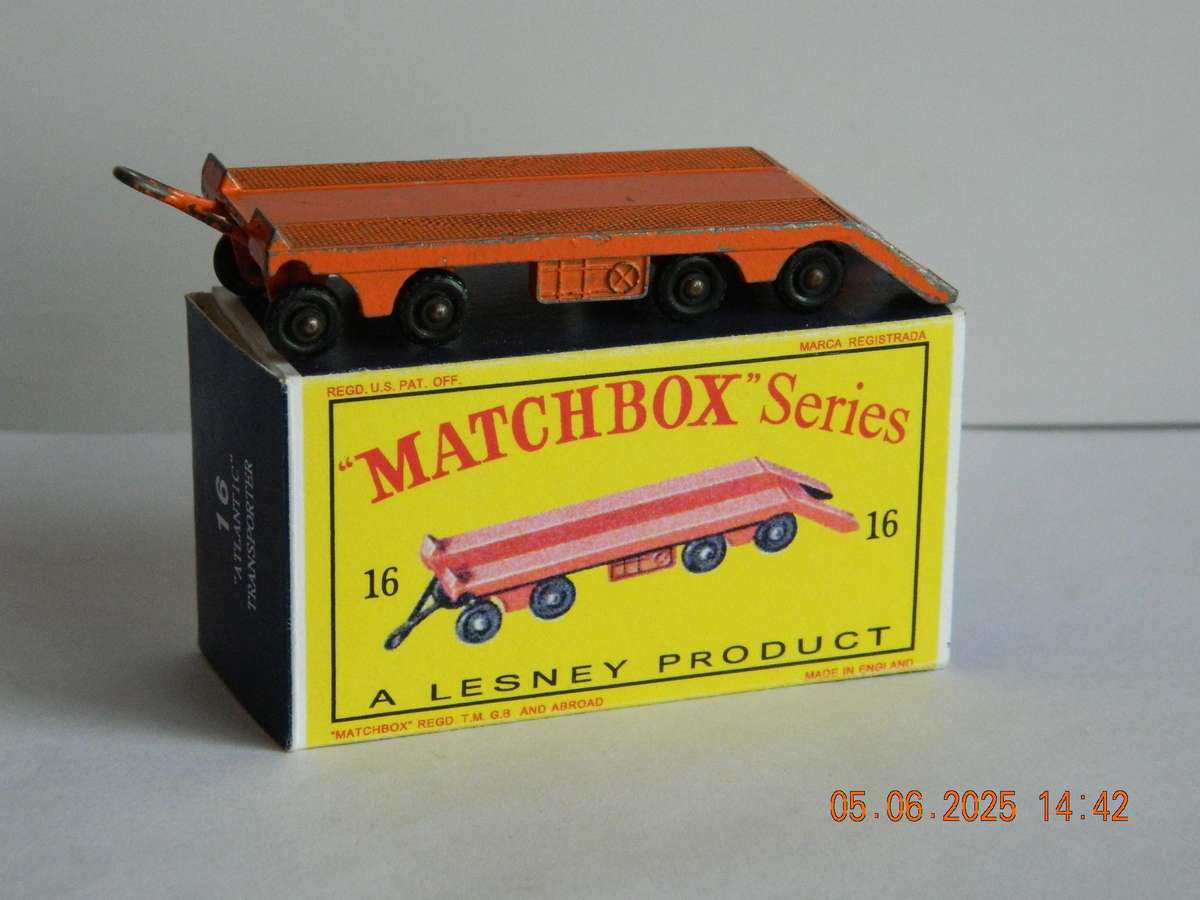 REGD. U.S. PAT. OFF.
MARCA REGISTRADA
"MATCHBOX" Series
16
16
A LESNEY PRODUCT
"MATCHBOX" REGD. T.M. G.B. AND ABROAD
MADE IN ENGLAND
16
"ATLANTIC"
TRANSPORTER
05.06.2025 14:42